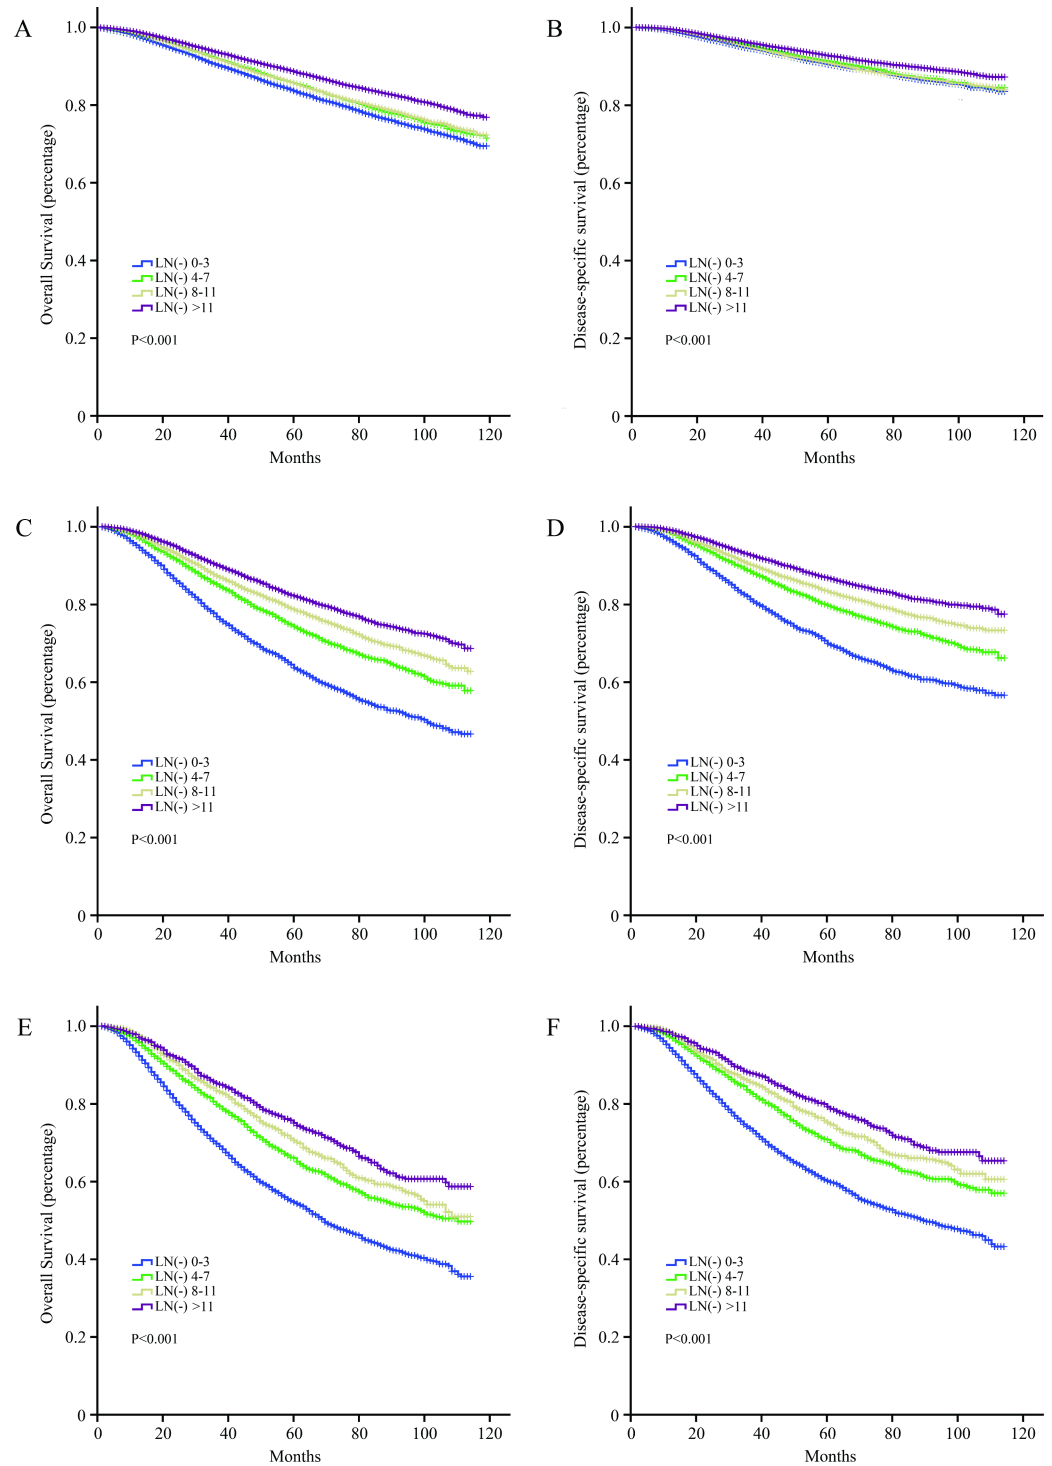 A
Overall Survival (percentage)
1.0
0.8
0.6
0.4
0.2
0
LN(-) 0-3
LN(-) 4-7
LN(-) 8-11
LN(-) >11
P<0.001
0 20 40 60 80 100 120
Months
B
Disease-specific survival (percentage)
1.0
0.8
0.6
0.4
0.2
0
LN(-) 0-3
LN(-) 4-7
LN(-) 8-11
LN(-) >11
P<0.001
0 20 40 60 80 100 120
Months
C
Overall Survival (percentage)
1.0
0.8
0.6
0.4
0.2
0
LN(-) 0-3
LN(-) 4-7
LN(-) 8-11
LN(-) >11
P<0.001
0 20 40 60 80 100 120
Months
D
Disease-specific survival (percentage)
1.0
0.8
0.6
0.4
0.2
0
LN(-) 0-3
LN(-) 4-7
LN(-) 8-11
LN(-) >11
P<0.001
0 20 40 60 80 100 120
Months
E
Overall Survival (percentage)
1.0
0.8
0.6
0.4
0.2
0
LN(-) 0-3
LN(-) 4-7
LN(-) 8-11
LN(-) >11
P<0.001
0 20 40 60 80 100 120
Months
F
Disease-specific survival (percentage)
1.0
0.8
0.6
0.4
0.2
0
LN(-) 0-3
LN(-) 4-7
LN(-) 8-11
LN(-) >11
P<0.001
0 20 40 60 80 100 120
Months